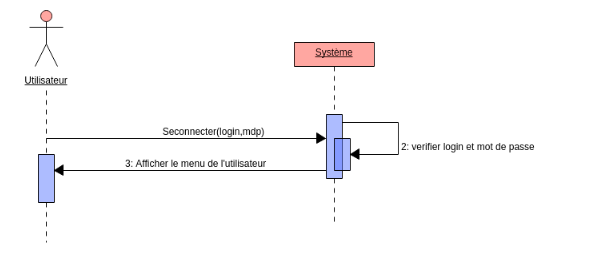 Système
Utilisateur
Seconnecter(login,mdp)
2: verifier login et mot de passe
3: Afficher le menu de l'utilisateur